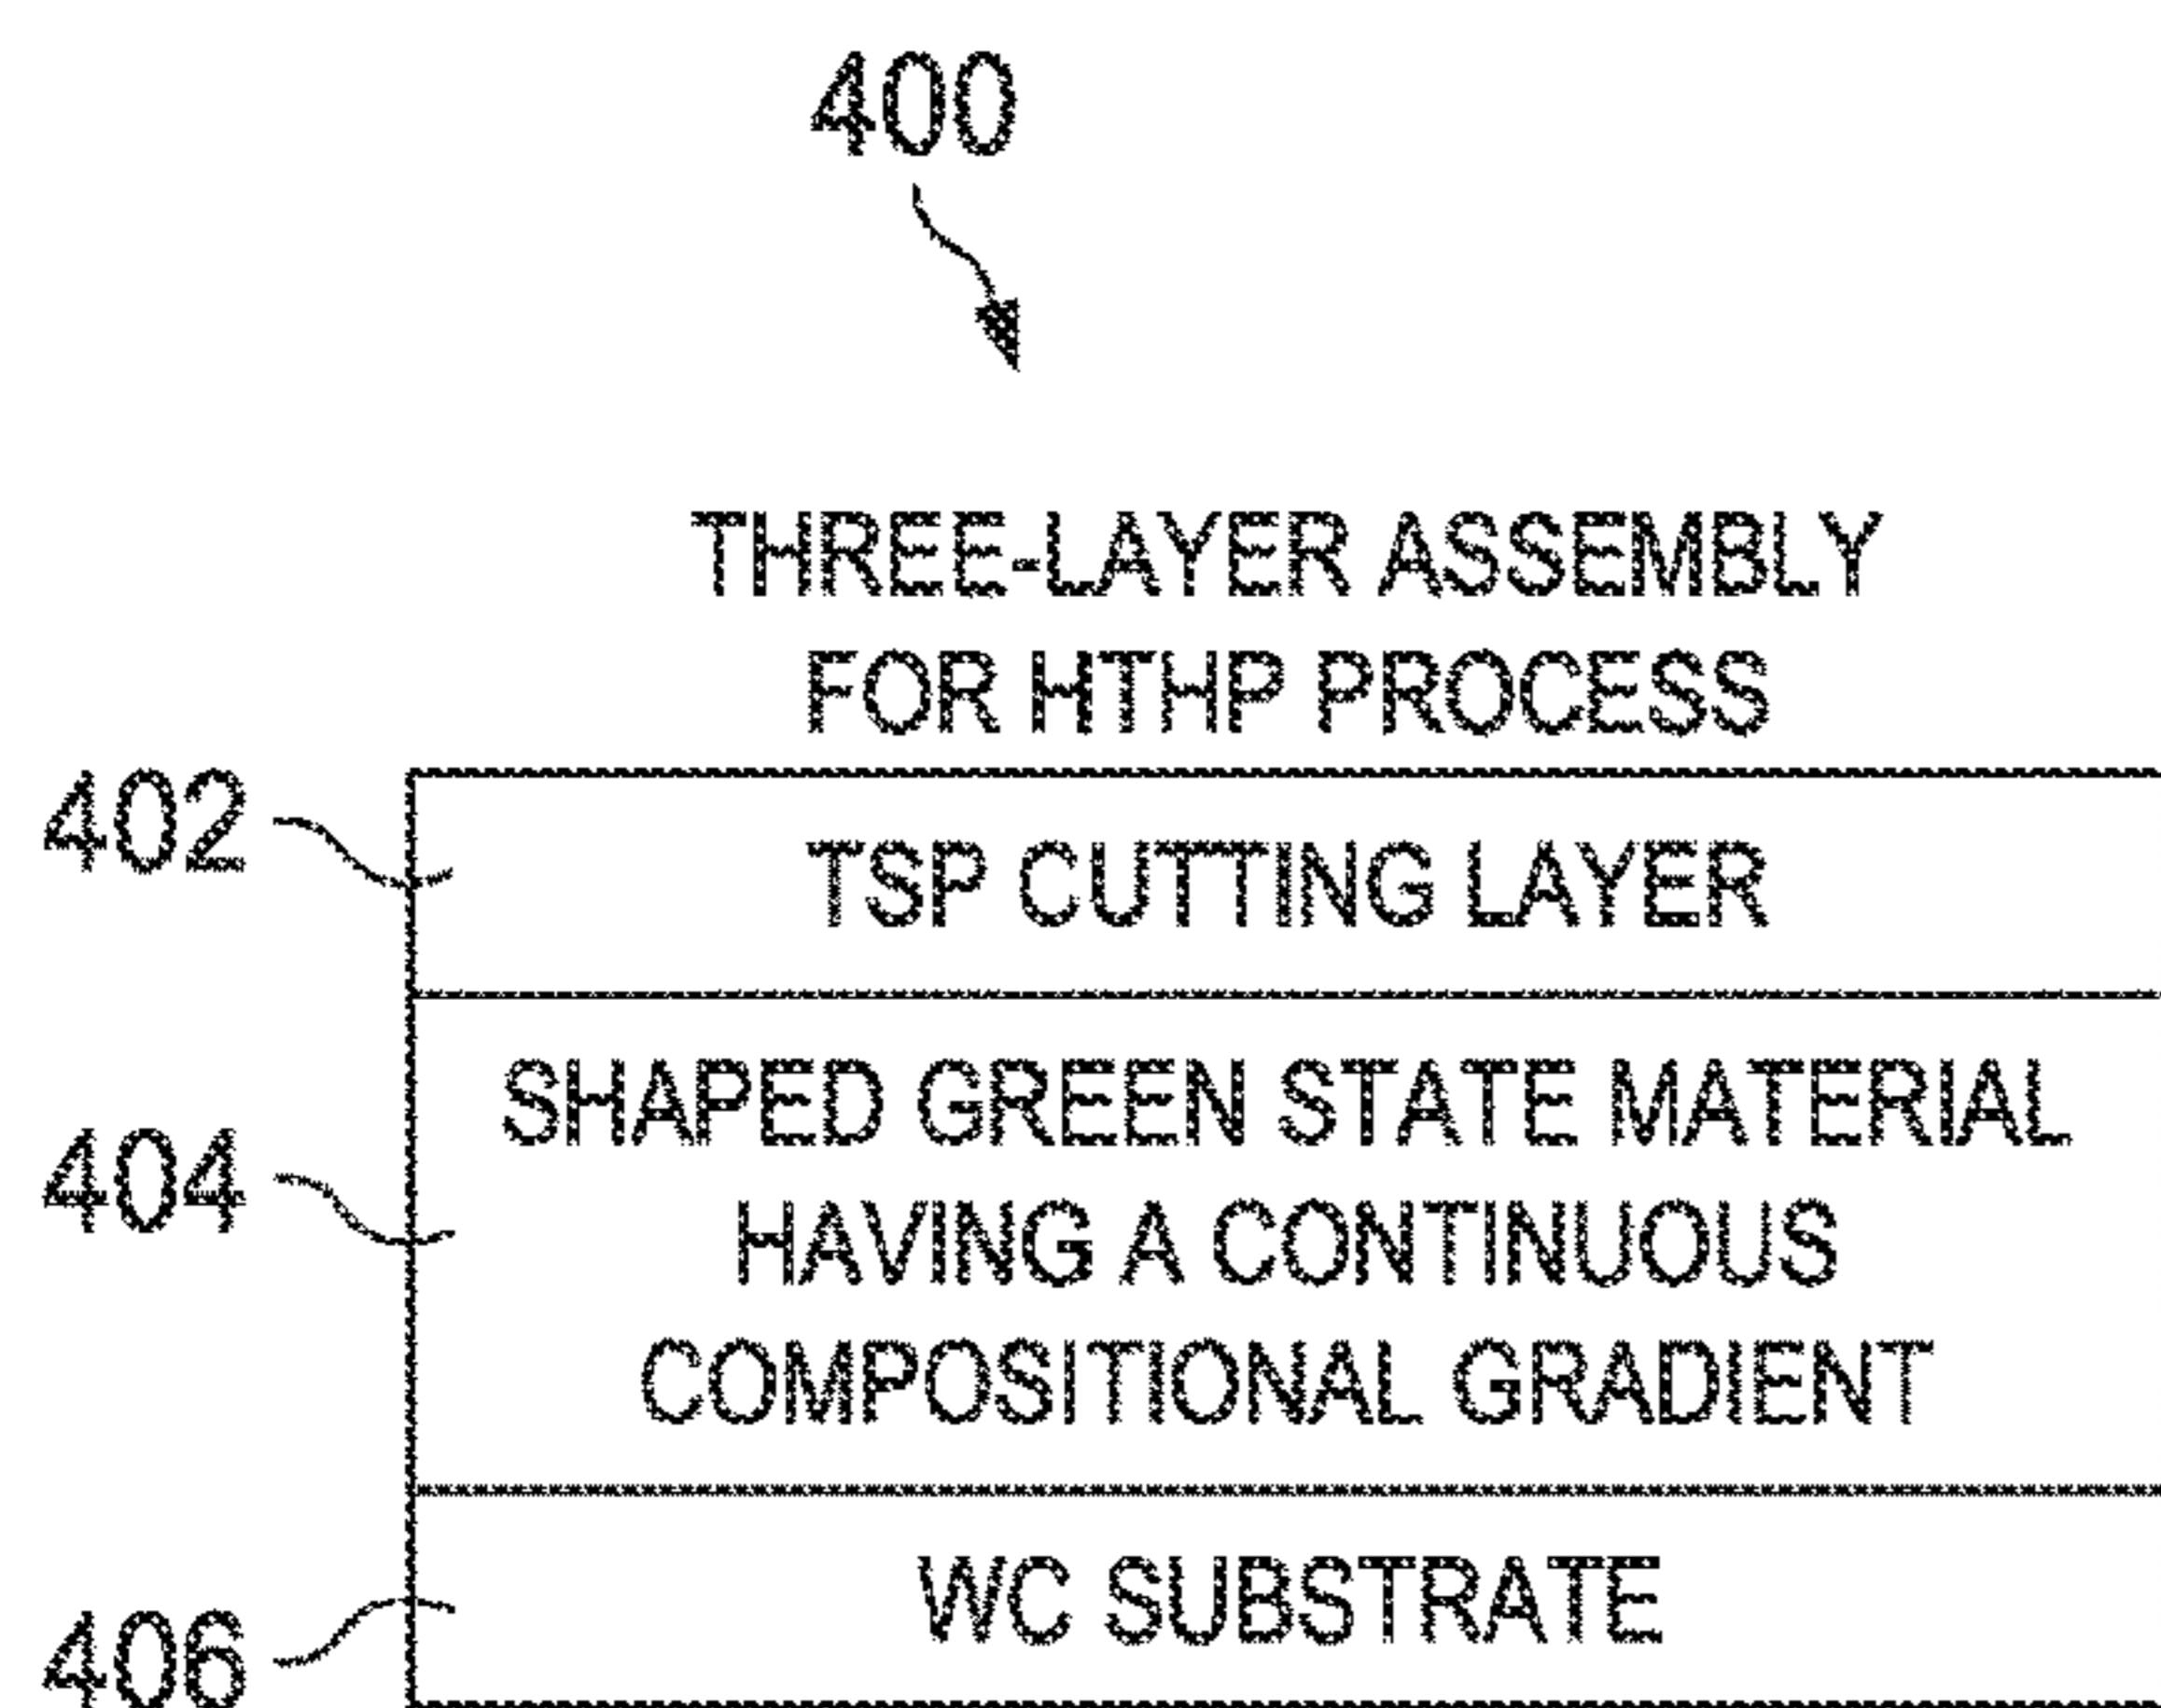 400
THREE-LAYER ASSEMBLY
FOR HTHP PROCESS
402
TSP CUTTING LAYER
SHAPED GREEN STATE MATERIAL
404
HAVING A CONTINUOUS
COMPOSITIONAL GRADIENT
WC SUBSTRATE
406